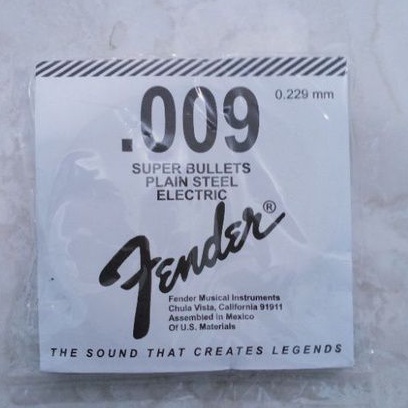 .009
0.229 mm
SUPER BULLETS
PLAIN STEEL
ELECTRIC
Fender®
Fender Musical Instruments
Chula Vista, California 91911
Assembled in Mexico
Of U.S. Materials
THE SOUND THAT CREATES LEGENDS